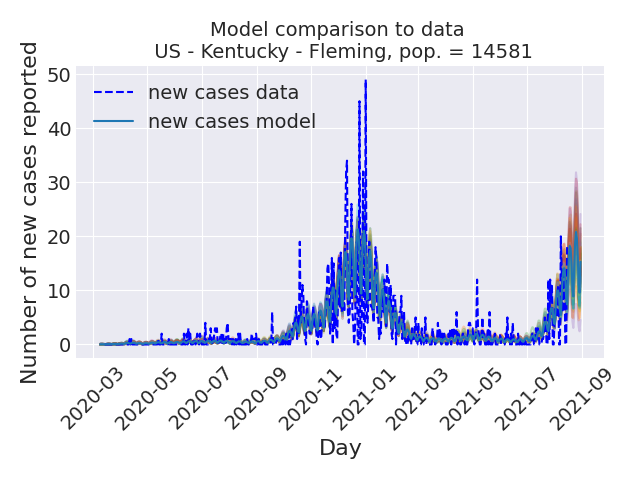 Model comparison to data
US - Kentucky - Fleming, pop. = 14581
Number of new cases reported
50
40
30
20
10
0
new cases data
new cases model
2020-03
2020-05
2020-07
2020-09
2020-11
2021-01
2021-03
2021-05
2021-07
2021-09
Day